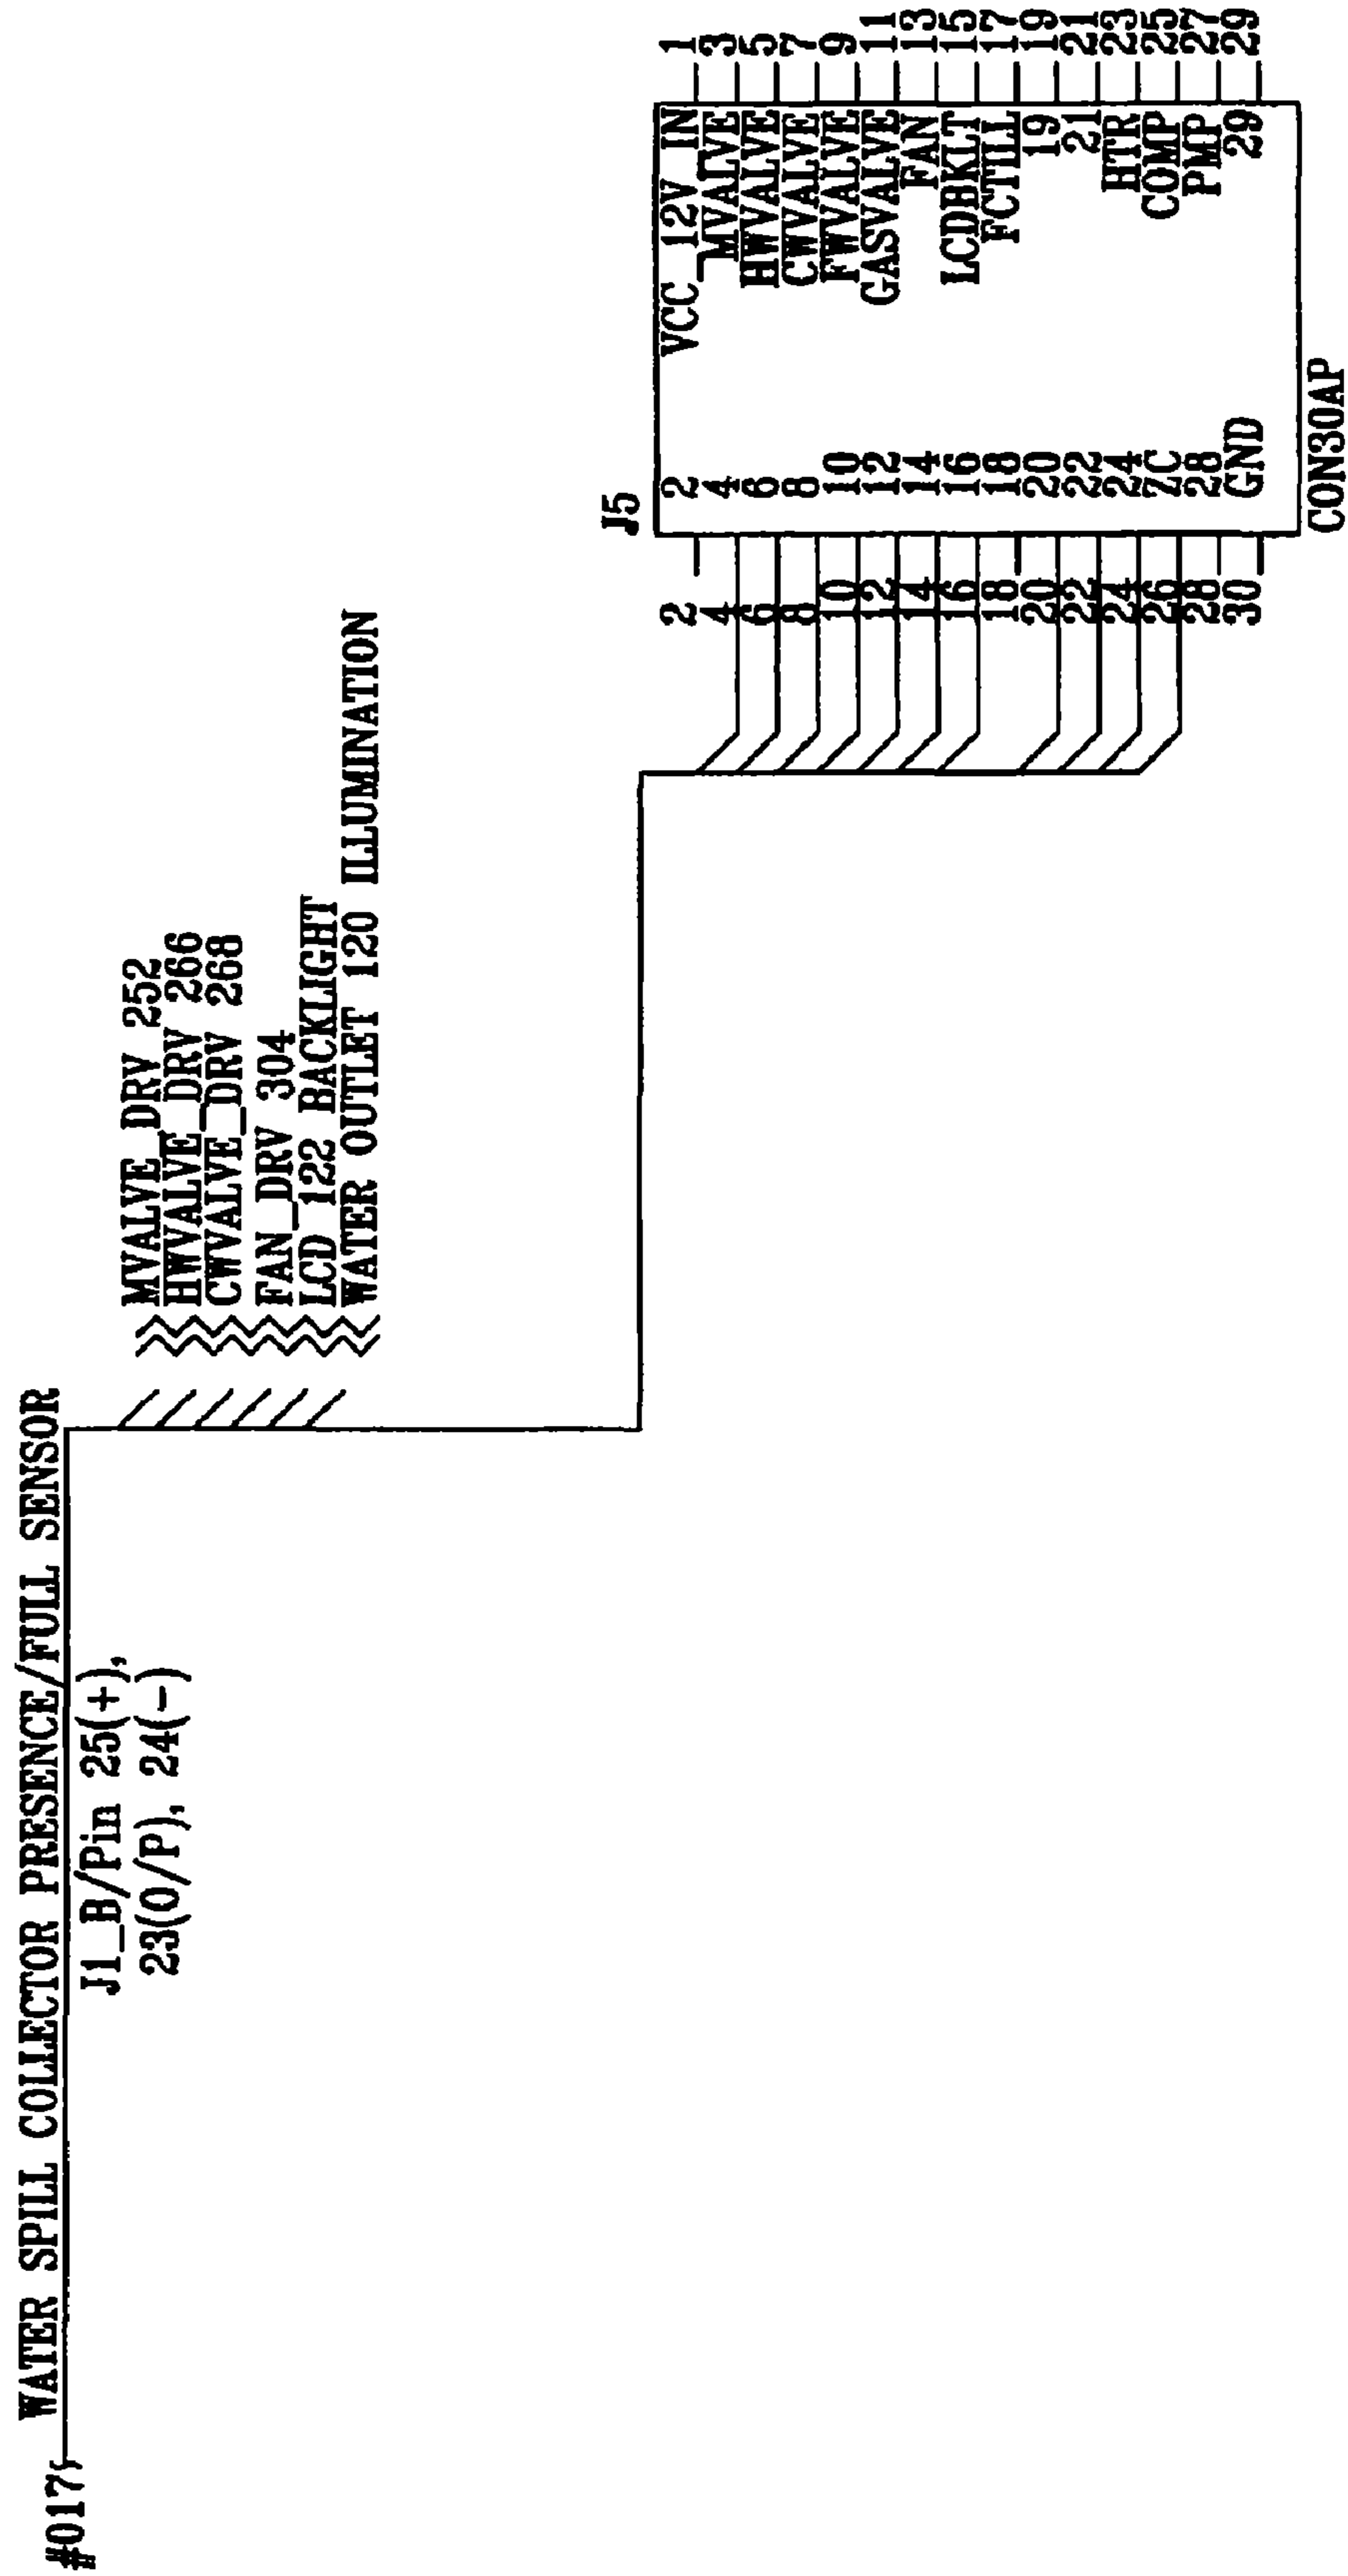 #017
WATER SPILL COLLECTOR PRESENCE/FULL SENSOR
J1_B/Pin 25(+),
23(O/P), 24(-)
MVALVE_DRV 252
HWVALVE_DRV 266
CWVALVE_DRV 268
FAN_DRV 304
LCD 122 BACKLIGHT
WATER OUTLET 120 ILLUMINATION
J5
2 2 VCC_12V IN 1
4 4 MVALVE 3
6 6 HWVALVE 5
8 8 CWVALVE 7
10 10 FWVALVE 9
12 12 GASVALVE 11
14 14 FAN 13
16 16 LCDBKLT 15
18 18 FCTILL 17
20 20 19 19
22 22 21 21
24 24 HTR 23
26 ZC COMP 25
28 28 PMP 27
30 GND 29 29
CON30AP